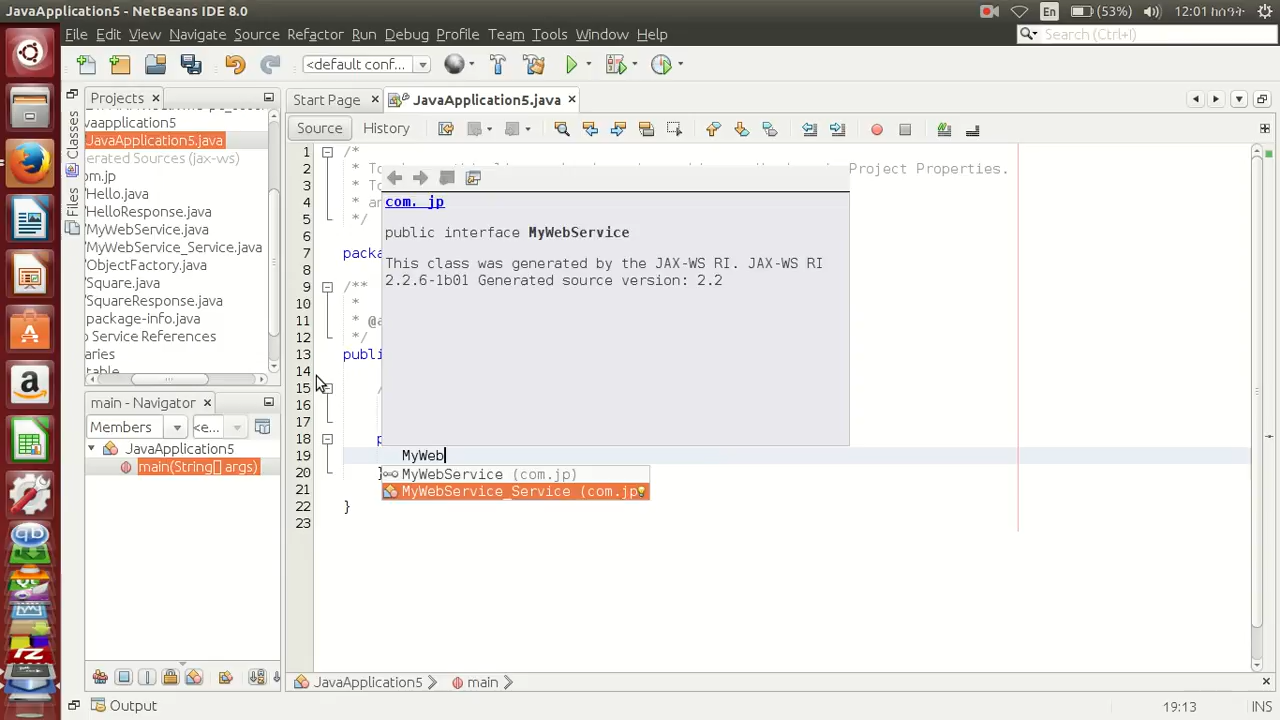 JavaApplication5 - NetBeans IDE 8.0
En
(53%)
12:01 ከሰዓት
File Edit View Navigate Source Refactor Run Debug Profile Team Tools Window Help
Search (Ctrl+I)
<default conf...
Projects
Start Page
JavaApplication5.java
Source
History
Classes
Files
vaapplication5
JavaApplication5.java
erated Sources (jax-ws)
om.jp
Hello.java
HelloResponse.java
MyWebService.java
MyWebService_Service.java
ObjectFactory.java
Square.java
SquareResponse.java
package-info.java
Service References
aries
table
main - Navigator
Members
<e...
JavaApplication5
main(String[] args)
1 /*
2 * To Project Properties.
3 * To
4 * an
5 */
6
7 packa
8
9 /**
10 *
11 * @a
12 */
13 publi
14
15 /
16
17
18 p
19 MyWeb
20 }
21
22 }
23
com. jp
public interface MyWebService
This class was generated by the JAX-WS RI. JAX-WS RI
2.2.6-1b01 Generated source version: 2.2
MyWebService (com.jp)
MyWebService_Service (com.jp
JavaApplication5
main
Output
19:13
INS